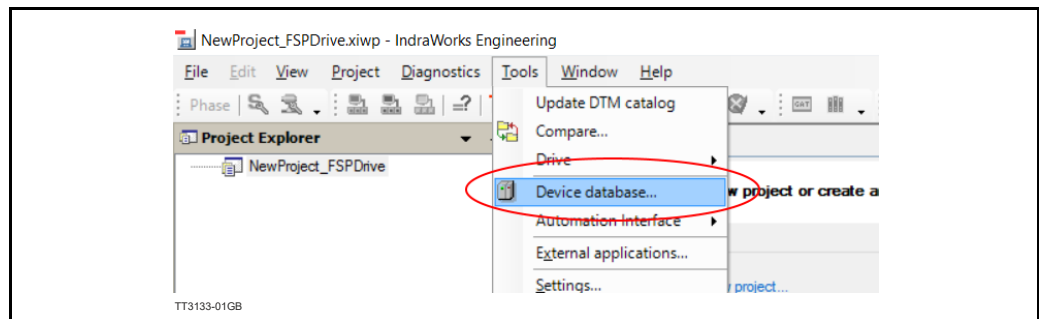 NewProject_FSPDrive.xiwp - IndraWorks Engineering
File Edit View Project Diagnostics Tools Window Help
Phase
Update DTM catalog
Project Explorer
Compare...
NewProject_FSPDrive
Drive
Device database...
w project or create a
Automation Interface
External applications...
Settings...
project...
TT3133-01GB